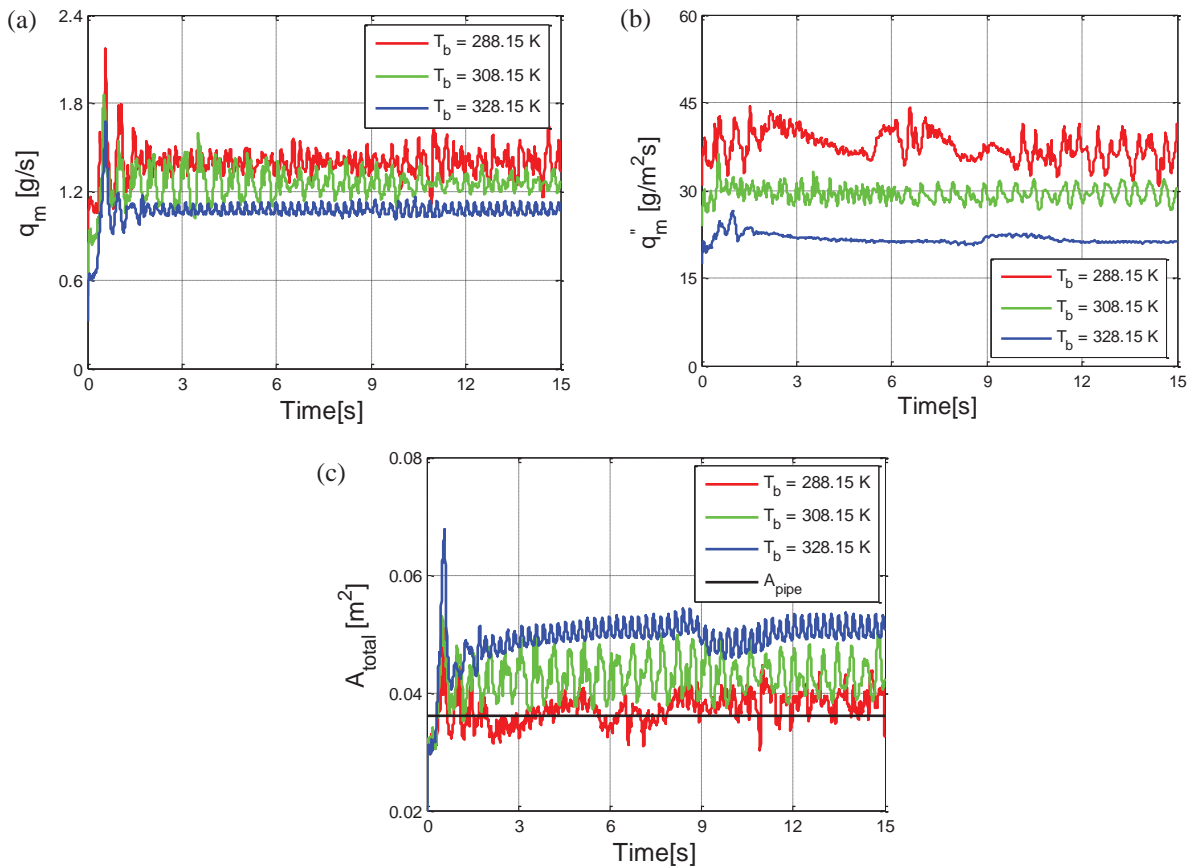 (a)
2.4
1.8
1.2
0.6
0
q_m [g/s]
T_b = 288.15 K
T_b = 308.15 K
T_b = 328.15 K
0 3 6 9 12 15
Time[s]
(b)
60
45
30
15
0
q_m" [g/m²s]
T_b = 288.15 K
T_b = 308.15 K
T_b = 328.15 K
0 3 6 9 12 15
Time[s]
(c)
0.08
0.06
0.04
0.02
A_total [m²]
T_b = 288.15 K
T_b = 308.15 K
T_b = 328.15 K
A_pipe
0 3 6 9 12 15
Time[s]